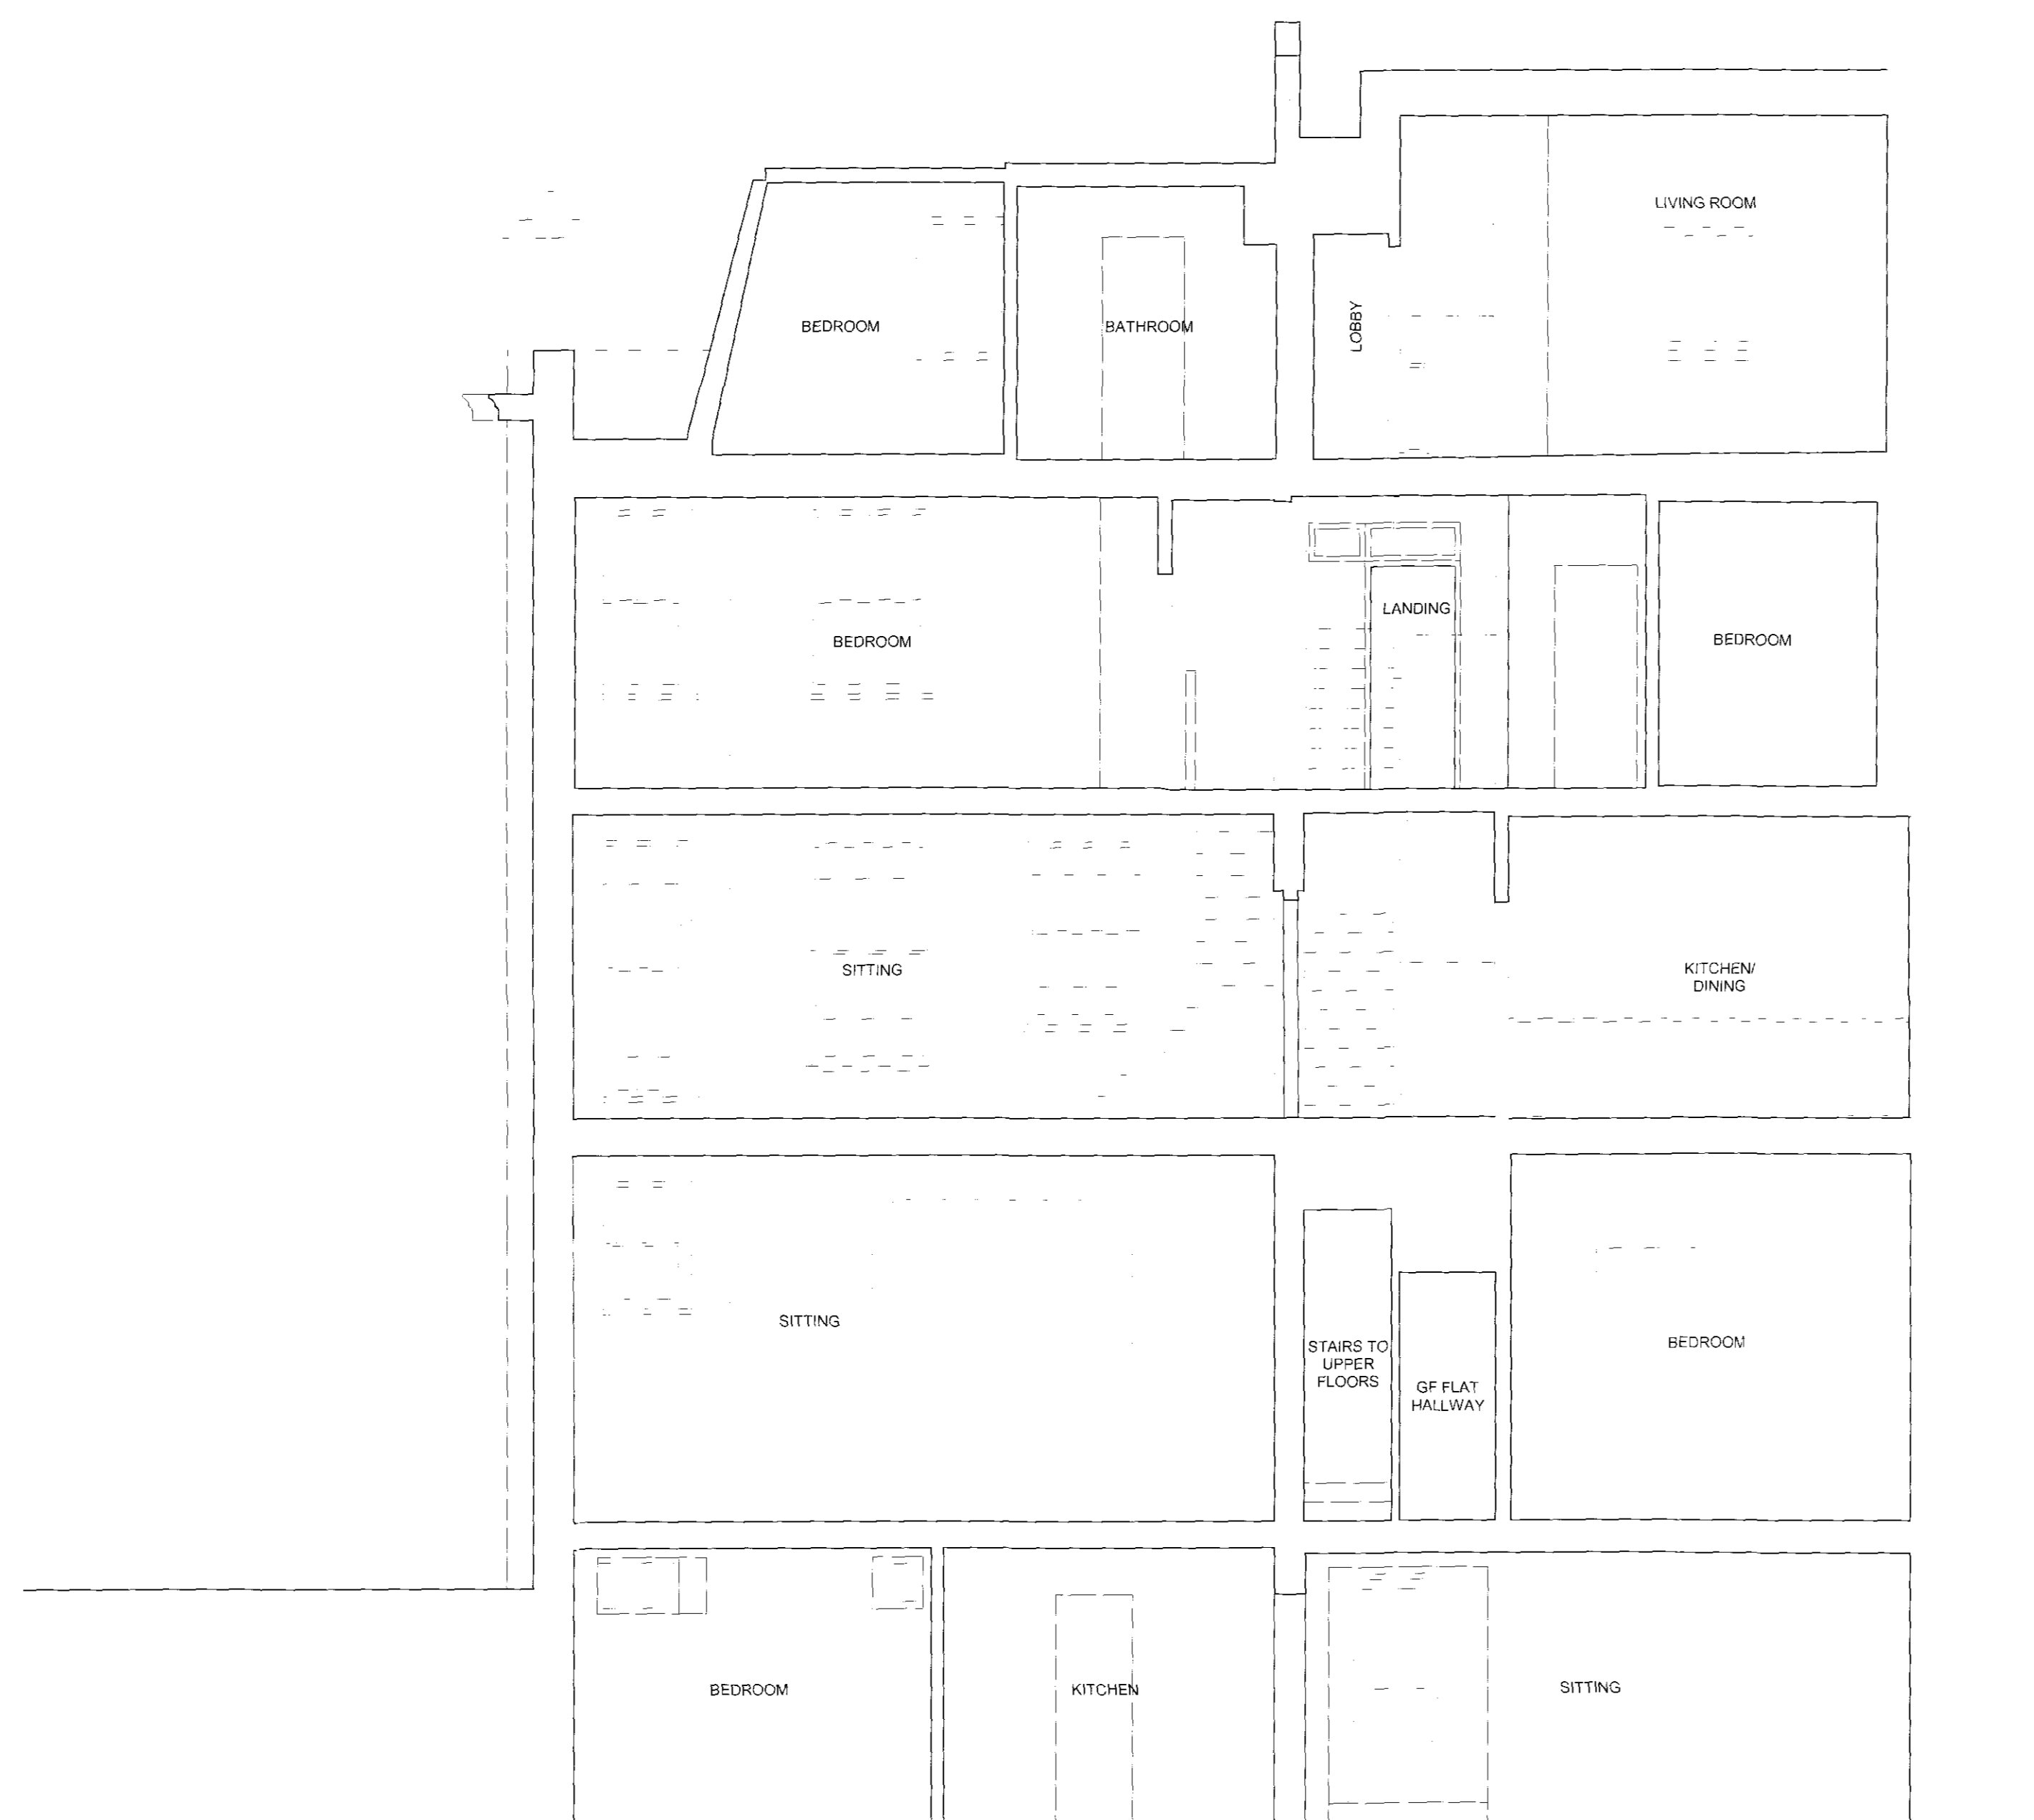 LIVING ROOM
BEDROOM
BATHROOM
LOBBY
LANDING
BEDROOM
BEDROOM
SITTING
KITCHEN/
DINING
SITTING
STAIRS TO
UPPER
FLOORS
GF FLAT
HALLWAY
BEDROOM
BEDROOM
KITCHEN
SITTING